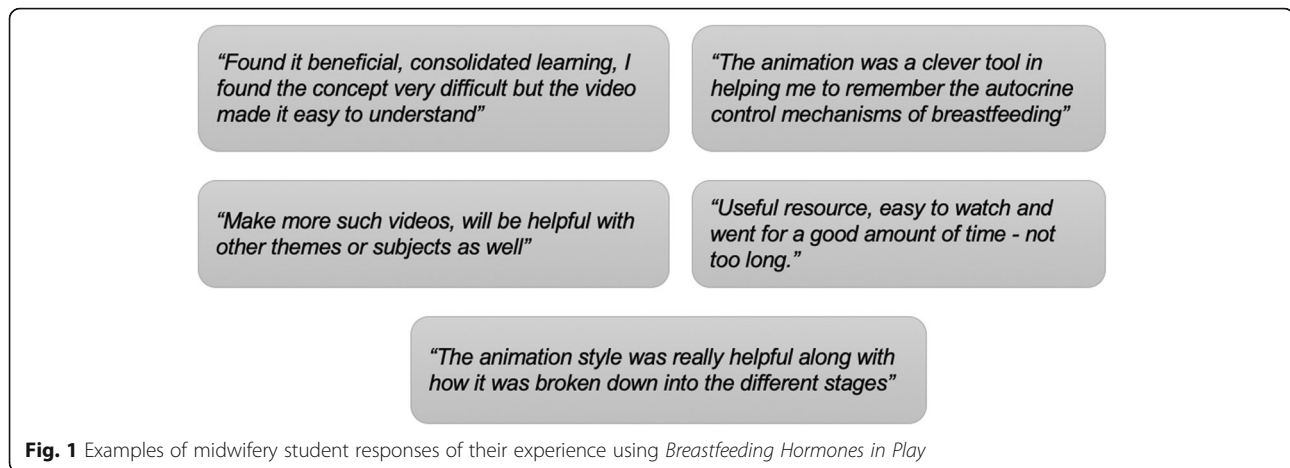 “Found it beneficial, consolidated learning, I
found the concept very difficult but the video
made it easy to understand”
“The animation was a clever tool in
helping me to remember the autocrine
control mechanisms of breastfeeding”
“Make more such videos, will be helpful with
other themes or subjects as well”
“Useful resource, easy to watch and
went for a good amount of time - not
too long.”
“The animation style was really helpful along with
how it was broken down into the different stages”
Fig. 1 Examples of midwifery student responses of their experience using Breastfeeding Hormones in Play